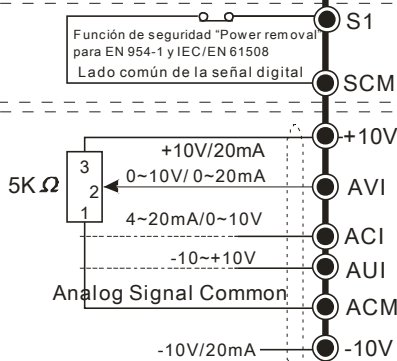 S1
Función de seguridad “Power removal”
para EN 954-1 y IEC/EN 61508
Lado común de la señal digital
SCM
+10V
+10V/20mA
3
0~10V/ 0~20mA
5KΩ
2
AVI
1
4~20mA/0~10V
ACI
-10~+10V
AUI
Analog Signal Common
ACM
-10V/20mA
-10V